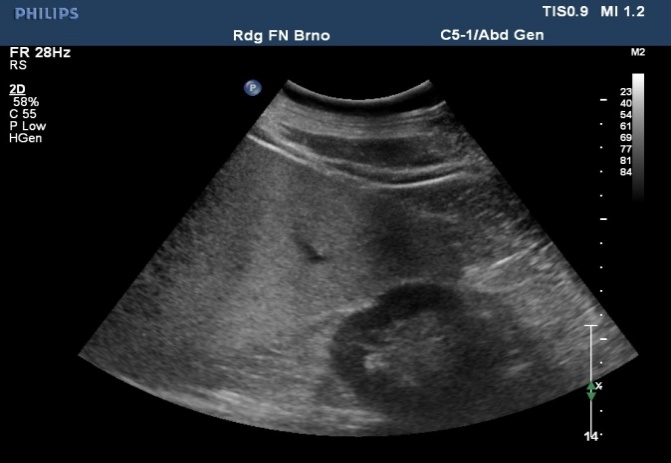 PHILIPS
TIS0.9 MI 1.2
Rdg FN Brno
C5-1/Abd Gen
FR 28Hz
RS
2D
58%
C 55
P Low
HGen
P
M2
23
40
54
61
69
77
81
84
x
14